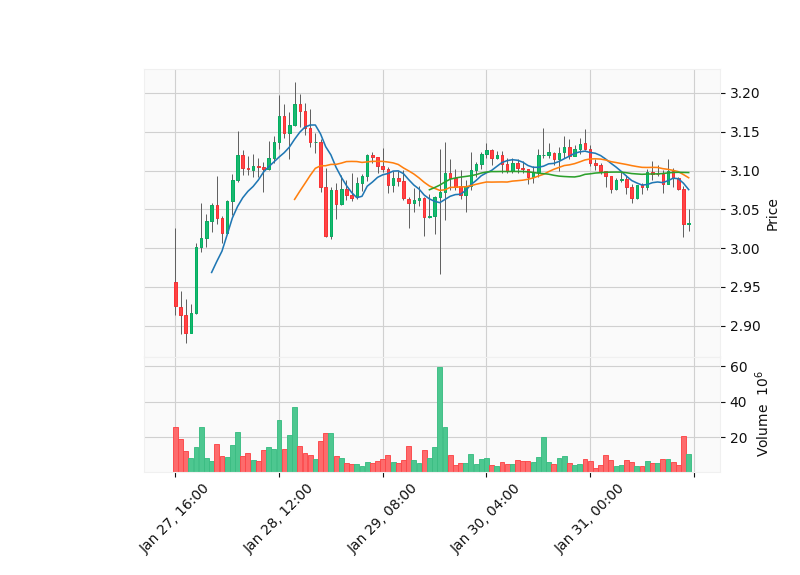 3.20
3.15
3.10
3.05
3.00
2.95
2.90
Price
60
40
20
Volume 10⁶
Jan 27, 16:00
Jan 28, 12:00
Jan 29, 08:00
Jan 30, 04:00
Jan 31, 00:00